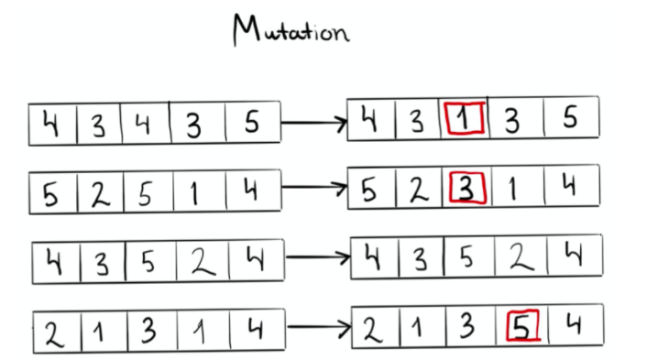 Mutation
4 3 4 3 5 4 3 1 3 5
5 2 5 1 4 5 2 3 1 4
4 3 5 2 4 4 3 5 2 4
2 1 3 1 4 2 1 3 5 4